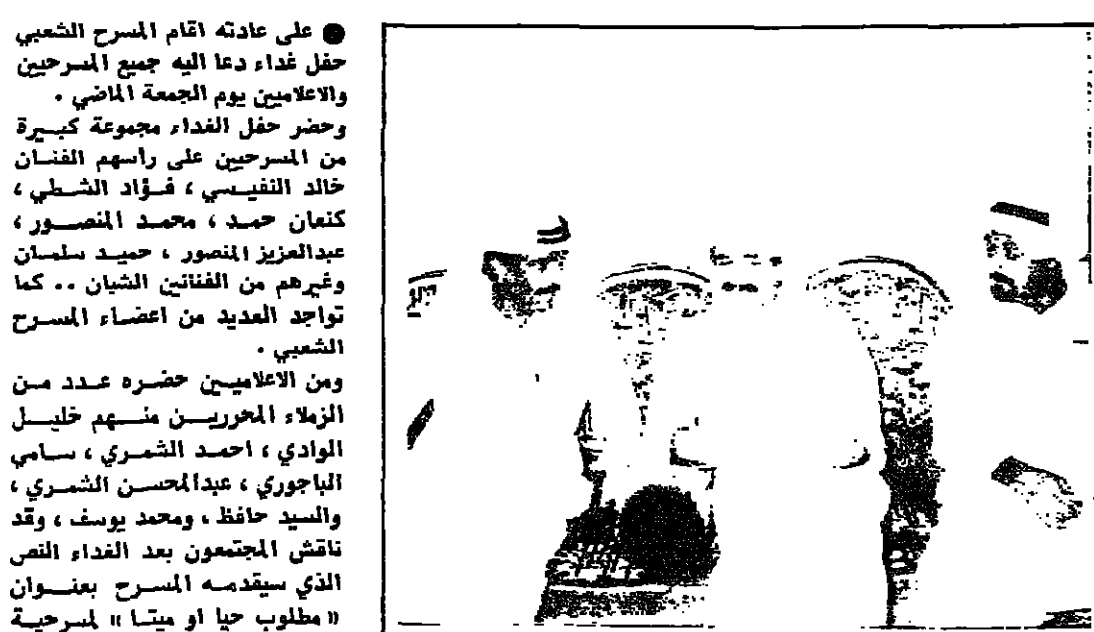 ● على عادته اقام المسرح الشعبي
حفل غداء دعا اليه جميع المسرحيين
والاعلاميين يوم الجمعة الماضي .
وحضر حفل الغداء مجموعة كبيرة
من المسرحيين على راسهم الفنان
خالد النفيسي ، فؤاد الشطي ،
كنعان حمد ، محمد المنصور ،
عبدالعزيز المنصور ، حميد سلمان
وغيرهم من الفنانين الشبان .. كما
تواجد العديد من اعضاء المسرح
الشعبي .
ومن الاعلاميين حضره عدد من
الزملاء المحررين منهم خليل
الوادي ، احمد الشمري ، سامي
الباجوري ، عبدالمحسن الشمري ،
والسيد حافظ ، ومحمد يوسف ، وقد
ناقش المجتمعون بعد الغداء النص
الذي سيقدمه المسرح بعنوان
« مطلوب حيا او ميتا » لمسرحية